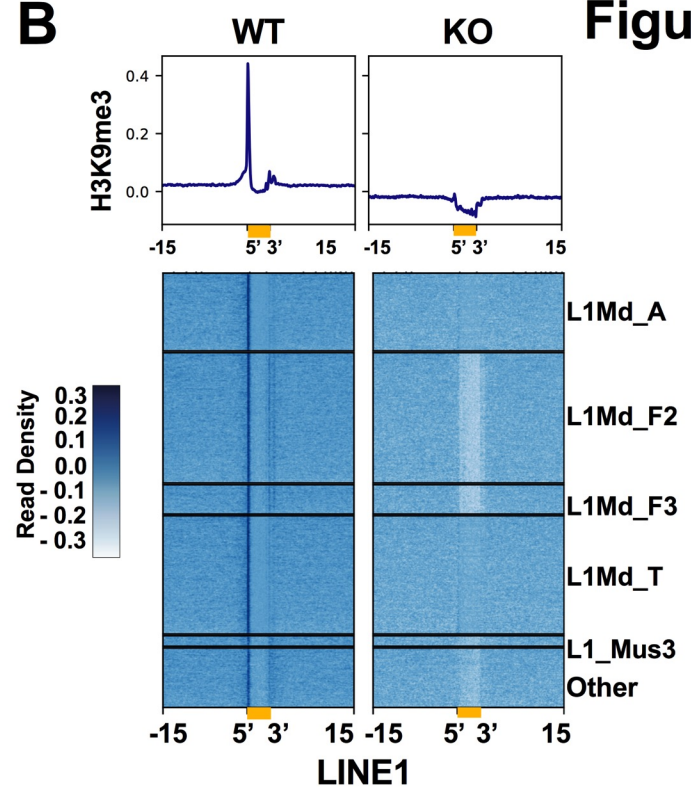 B
Figu
WT
KO
H3K9me3
0.4
0.2
0.0
-15 5’ 3’ 15
-15 5’ 3’ 15
L1Md_A
L1Md_F2
L1Md_F3
L1Md_T
L1_Mus3
Other
Read Density
0.3
0.2
0.1
0.0
- 0.1
- 0.2
- 0.3
-15 5’ 3’ 15
-15 5’ 3’ 15
LINE1